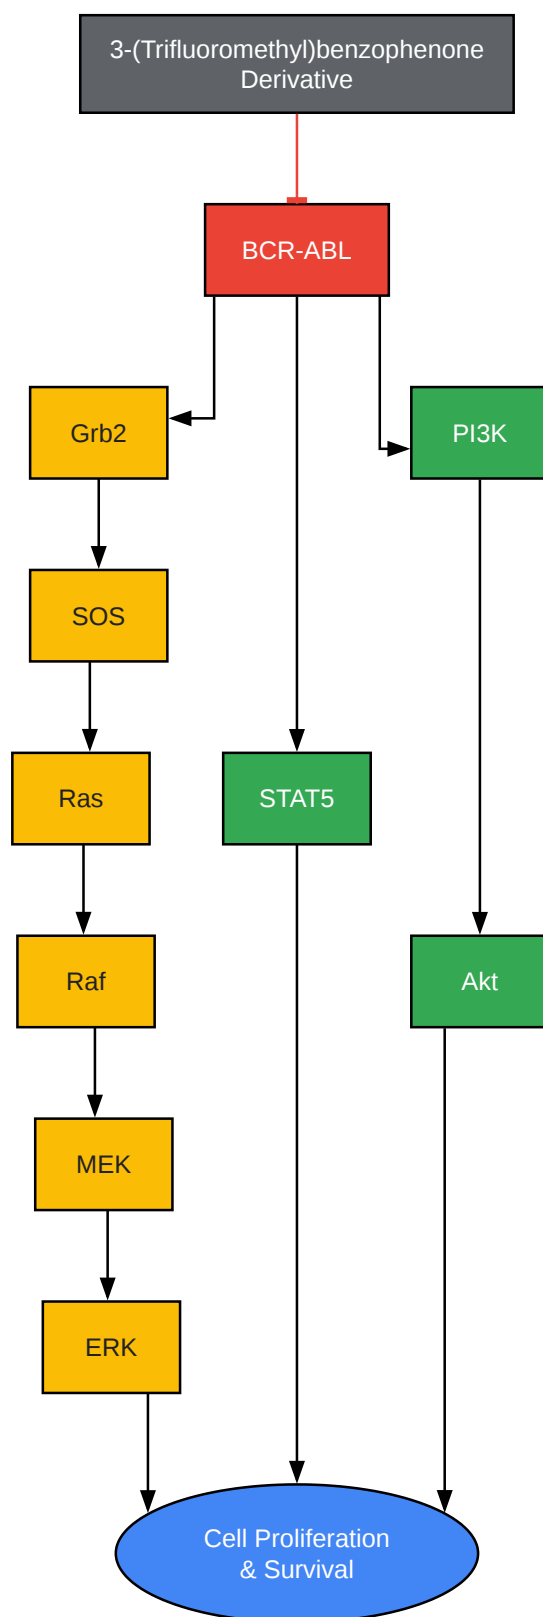 3-(Trifluoromethyl)benzophenone
Derivative
BCR-ABL
Grb2
PI3K
SOS
Ras
STAT5
Raf
Akt
MEK
ERK
Cell Proliferation
& Survival